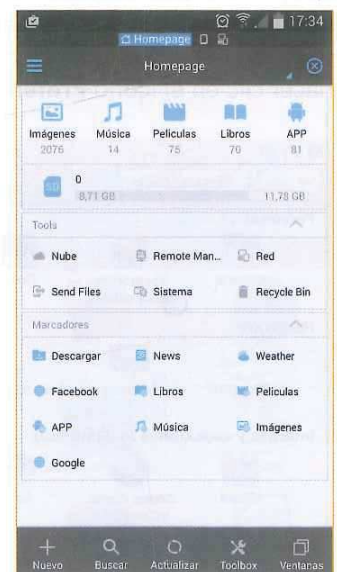 17:34
Homepage
Homepage
Imágenes Música Películas Libros APP
2076 14 75 70 81
0
8,71 GB 11,78 GB
Tools
Nube Remote Man... Red
Send Files Sistema Recycle Bin
Marcadores
Descargar News Weather
Facebook Libros Películas
APP Música Imágenes
Google
Nuevo Buscar Actualizar Toolbox Ventanas